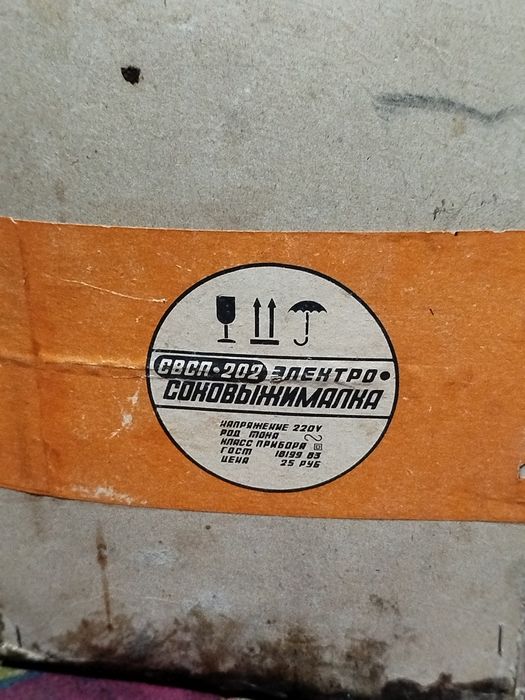 СВСП•202 ЭЛЕКТРО•
СОКОВЫЖИМАЛКА
НАПРЯЖЕНИЕ 220V
РОД ТОКА ~
КЛАСС ПРИБОРА
ГОСТ 18199 83
ЦЕНА 25 РУБ